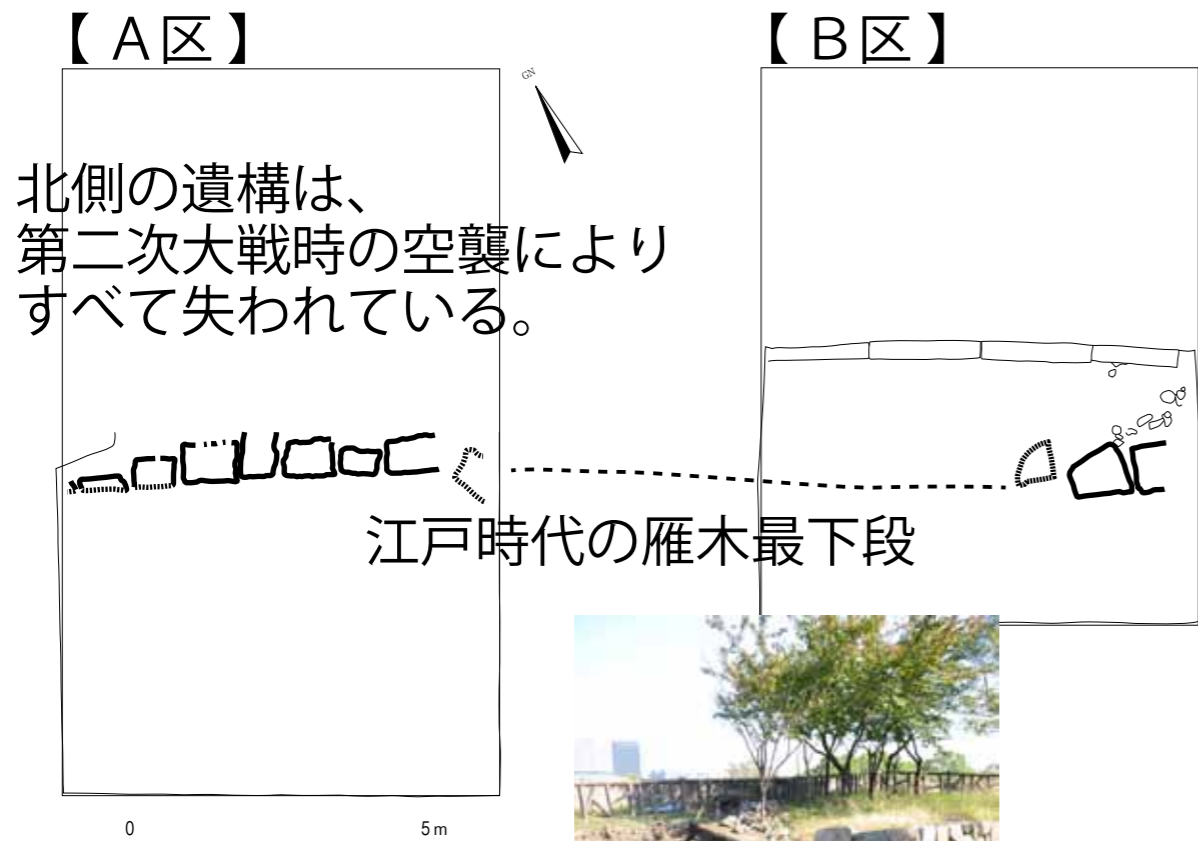 【A区】
【B区】
GN
北側の遺構は、
第二次大戦時の空襲により
すべて失われている。
江戸時代の雁木最下段
0 5m